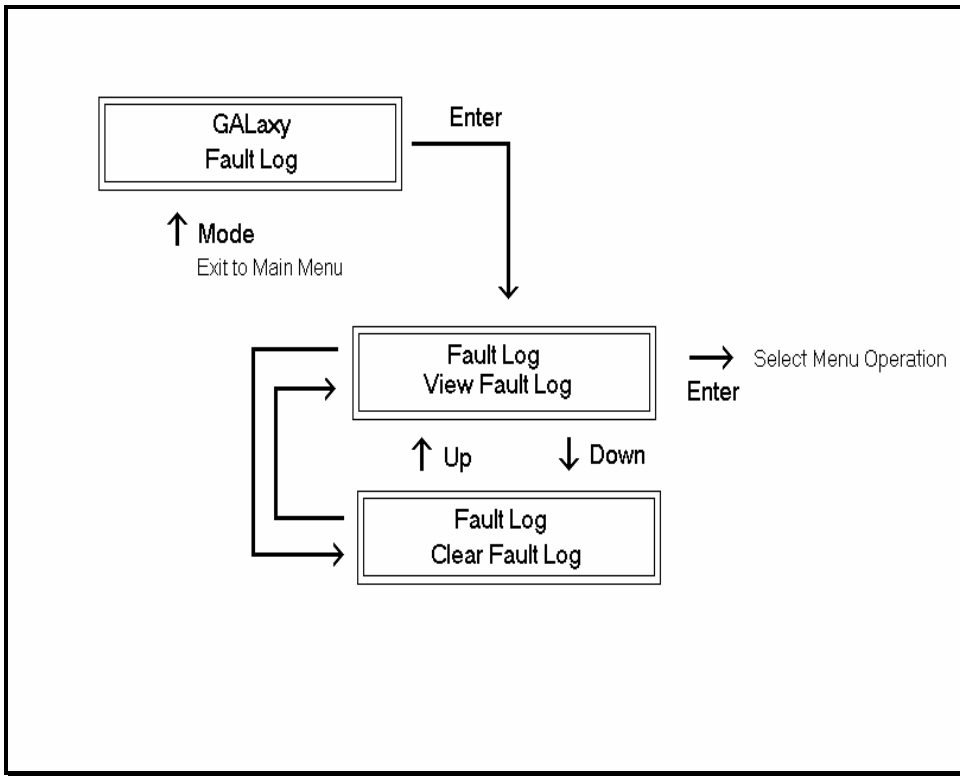 GALaxy
Fault Log
Enter
Mode
Exit to Main Menu
Fault Log
View Fault Log
Select Menu Operation
Enter
Up
Down
Fault Log
Clear Fault Log